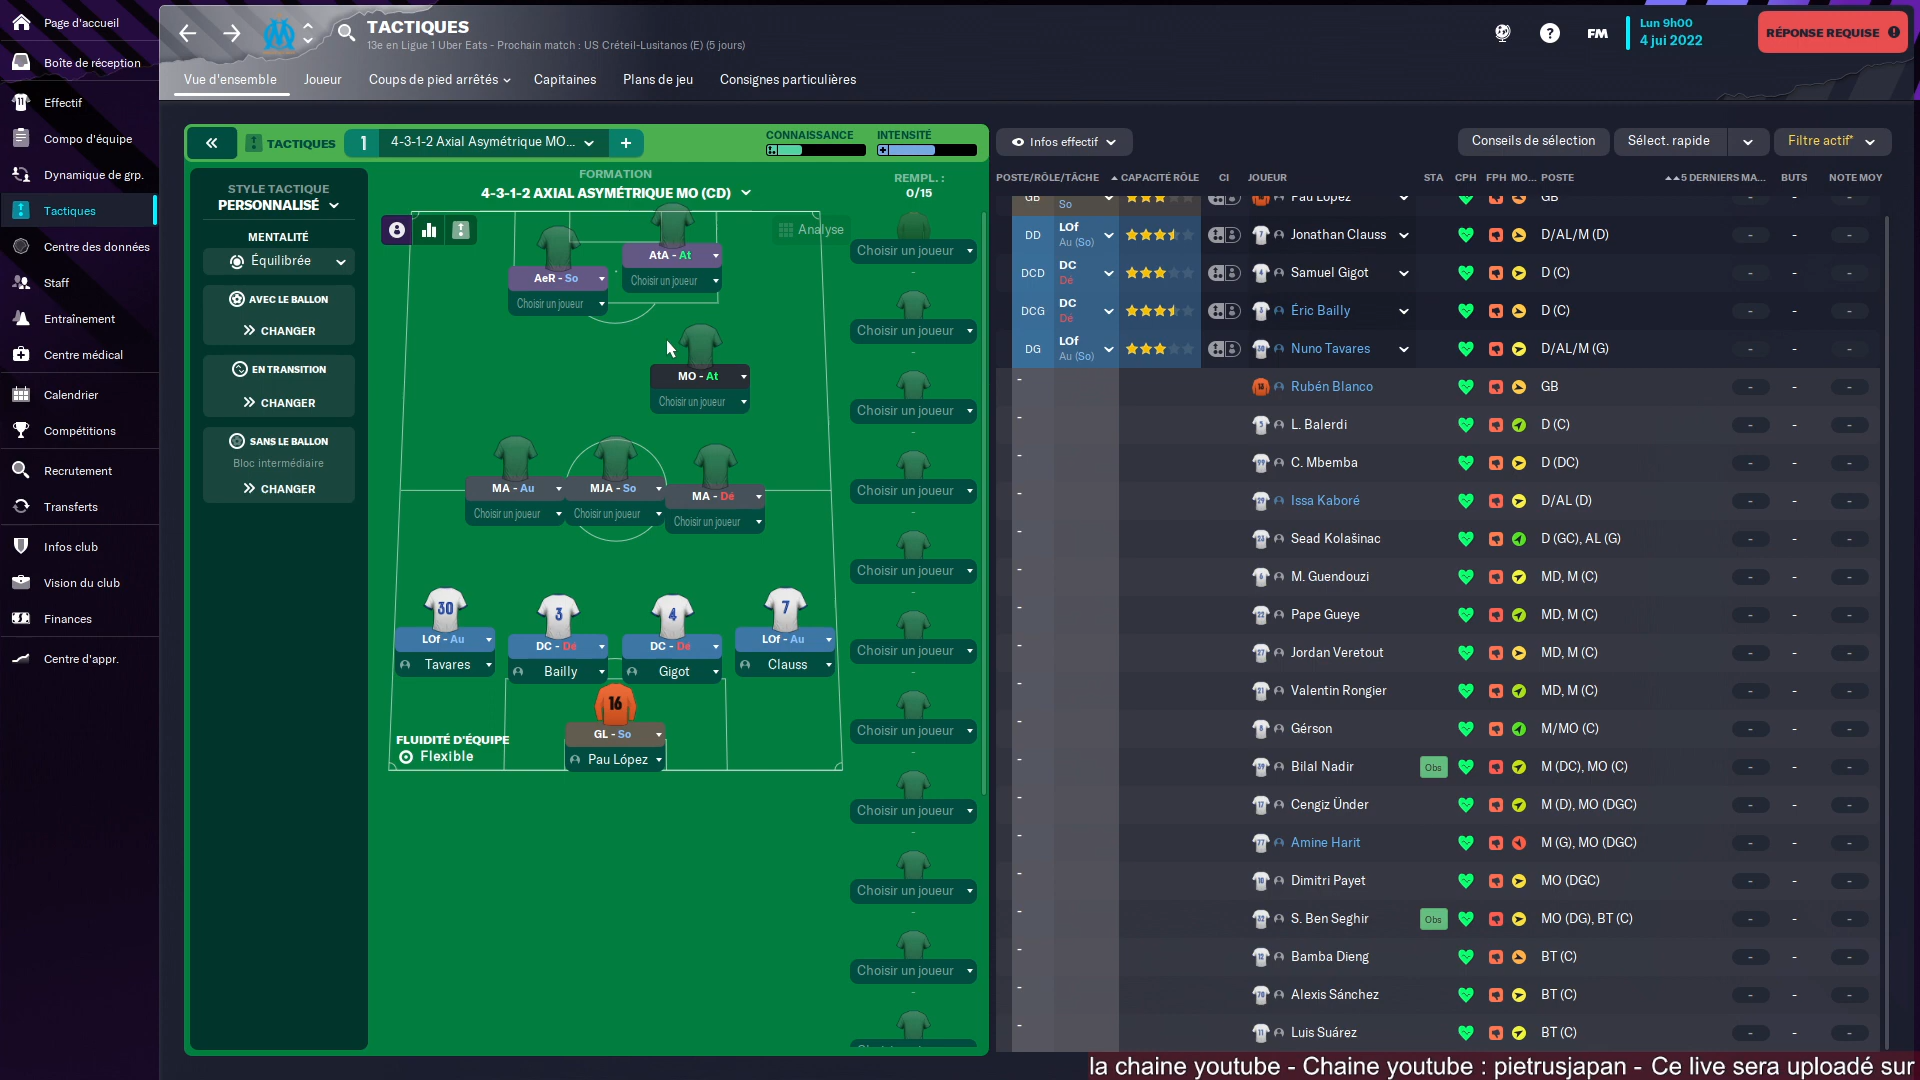 Page d'accueil
Boîte de réception
Effectif
Compo d'équipe
Dynamique de grp.
Tactiques
Centre des données
Staff
Entraînement
Centre médical
Calendrier
Compétitions
Recrutement
Transferts
Infos club
Vision du club
Finances
Centre d'appr.
TACTIQUES
13e en Ligue 1 Uber Eats - Prochain match : US Créteil-Lusitanos (E) (5 jours)
FM
Lun 9h00
4 jui 2022
RÉPONSE REQUISE
Vue d'ensemble Joueur Coups de pied arrêtés Capitaines Plans de jeu Consignes particulières
TACTIQUES 1 4-3-1-2 Axial Asymétrique MO... +
CONNAISSANCE INTENSITÉ
STYLE TACTIQUE
PERSONNALISÉ
MENTALITÉ
Équilibrée
AVEC LE BALLON
CHANGER
EN TRANSITION
CHANGER
SANS LE BALLON
Bloc intermédiaire
CHANGER
FORMATION
4-3-1-2 AXIAL ASYMÉTRIQUE MO (CD)
REMPL. :
0/15
Analyse
AtA - At
Choisir un joueur
AeR - So
Choisir un joueur
MO - At
Choisir un joueur
MA - Au
Choisir un joueur
MJA - So
Choisir un joueur
MA - Dé
Choisir un joueur
30
LOf - Au
Tavares
3
DC - Dé
Bailly
4
DC - Dé
Gigot
7
LOf - Au
Clauss
16
GL - So
Pau López
FLUIDITÉ D'ÉQUIPE
Flexible
Choisir un joueur
-
Choisir un joueur
-
Choisir un joueur
-
Choisir un joueur
-
Choisir un joueur
-
Choisir un joueur
-
Choisir un joueur
-
Choisir un joueur
-
Choisir un joueur
-
Choisir un joueur
-
Infos effectif
Conseils de sélection Sélect. rapide Filtre actif*
POSTE/RÔLE/TÂCHE CAPACITÉ RÔLE CI JOUEUR STA CPH FPH MO... POSTE 5 DERNIERS MA... BUTS NOTE MOY
GB So Pau López GB
DD LOf Au (So) Jonathan Clauss D/AL/M (D) - - -
DCD DC Dé Samuel Gigot D (C) - - -
DCG DC Dé Éric Bailly D (C) - - -
DG LOf Au (So) Nuno Tavares D/AL/M (G) - - -
- Rubén Blanco GB - - -
- L. Balerdi D (C) - - -
- C. Mbemba D (DC) - - -
- Issa Kaboré D/AL (D) - - -
- Sead Kolašinac D (GC), AL (G) - - -
- M. Guendouzi MD, M (C) - - -
- Pape Gueye MD, M (C) - - -
- Jordan Veretout MD, M (C) - - -
- Valentin Rongier MD, M (C) - - -
- Gérson M/MO (C) - - -
- Bilal Nadir Obs M (DC), MO (C) - - -
- Cengiz Ünder M (D), MO (DGC) - - -
- Amine Harit M (G), MO (DGC) - - -
- Dimitri Payet MO (DGC) - - -
- S. Ben Seghir Obs MO (DG), BT (C) - - -
- Bamba Dieng BT (C) - - -
- Alexis Sánchez BT (C) - - -
- Luis Suárez BT (C) - - -
la chaine youtube - Chaine youtube : pietrusjapan - Ce live sera uploadé sur